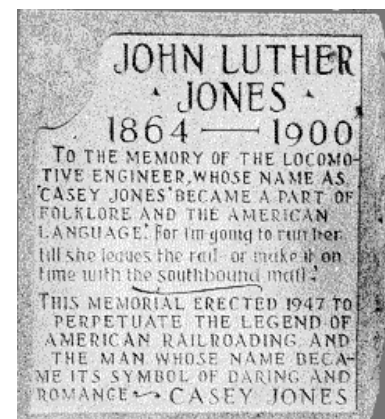 JOHN LUTHER
· JONES ·
1864 — 1900
TO THE MEMORY OF THE LOCOMO-
TIVE ENGINEER, WHOSE NAME AS
"CASEY JONES" BECAME A PART OF
FOLKLORE AND THE AMERICAN
LANGUAGE. "For I'm going to run her
till she leaves the rail - or make it on
time with the southbound mail."
THIS MEMORIAL ERECTED 1947 TO
PERPETUATE THE LEGEND OF
AMERICAN RAILROADING AND
THE MAN WHOSE NAME BECA-
ME ITS SYMBOL OF DARING AND
ROMANCE ~ CASEY JONES